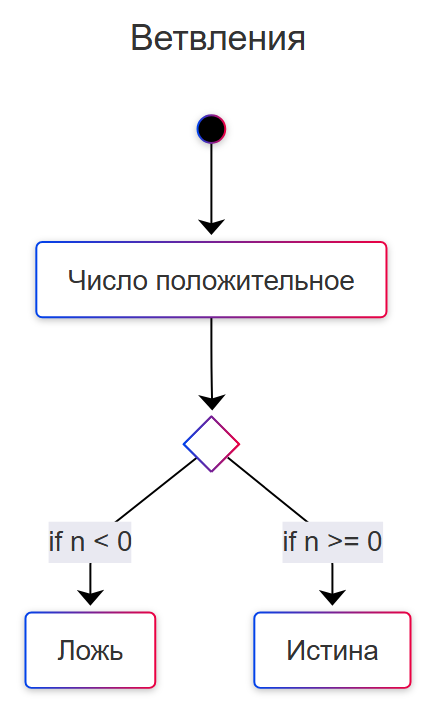 Ветвления
Число положительное
if n < 0
if n >= 0
Ложь
Истина